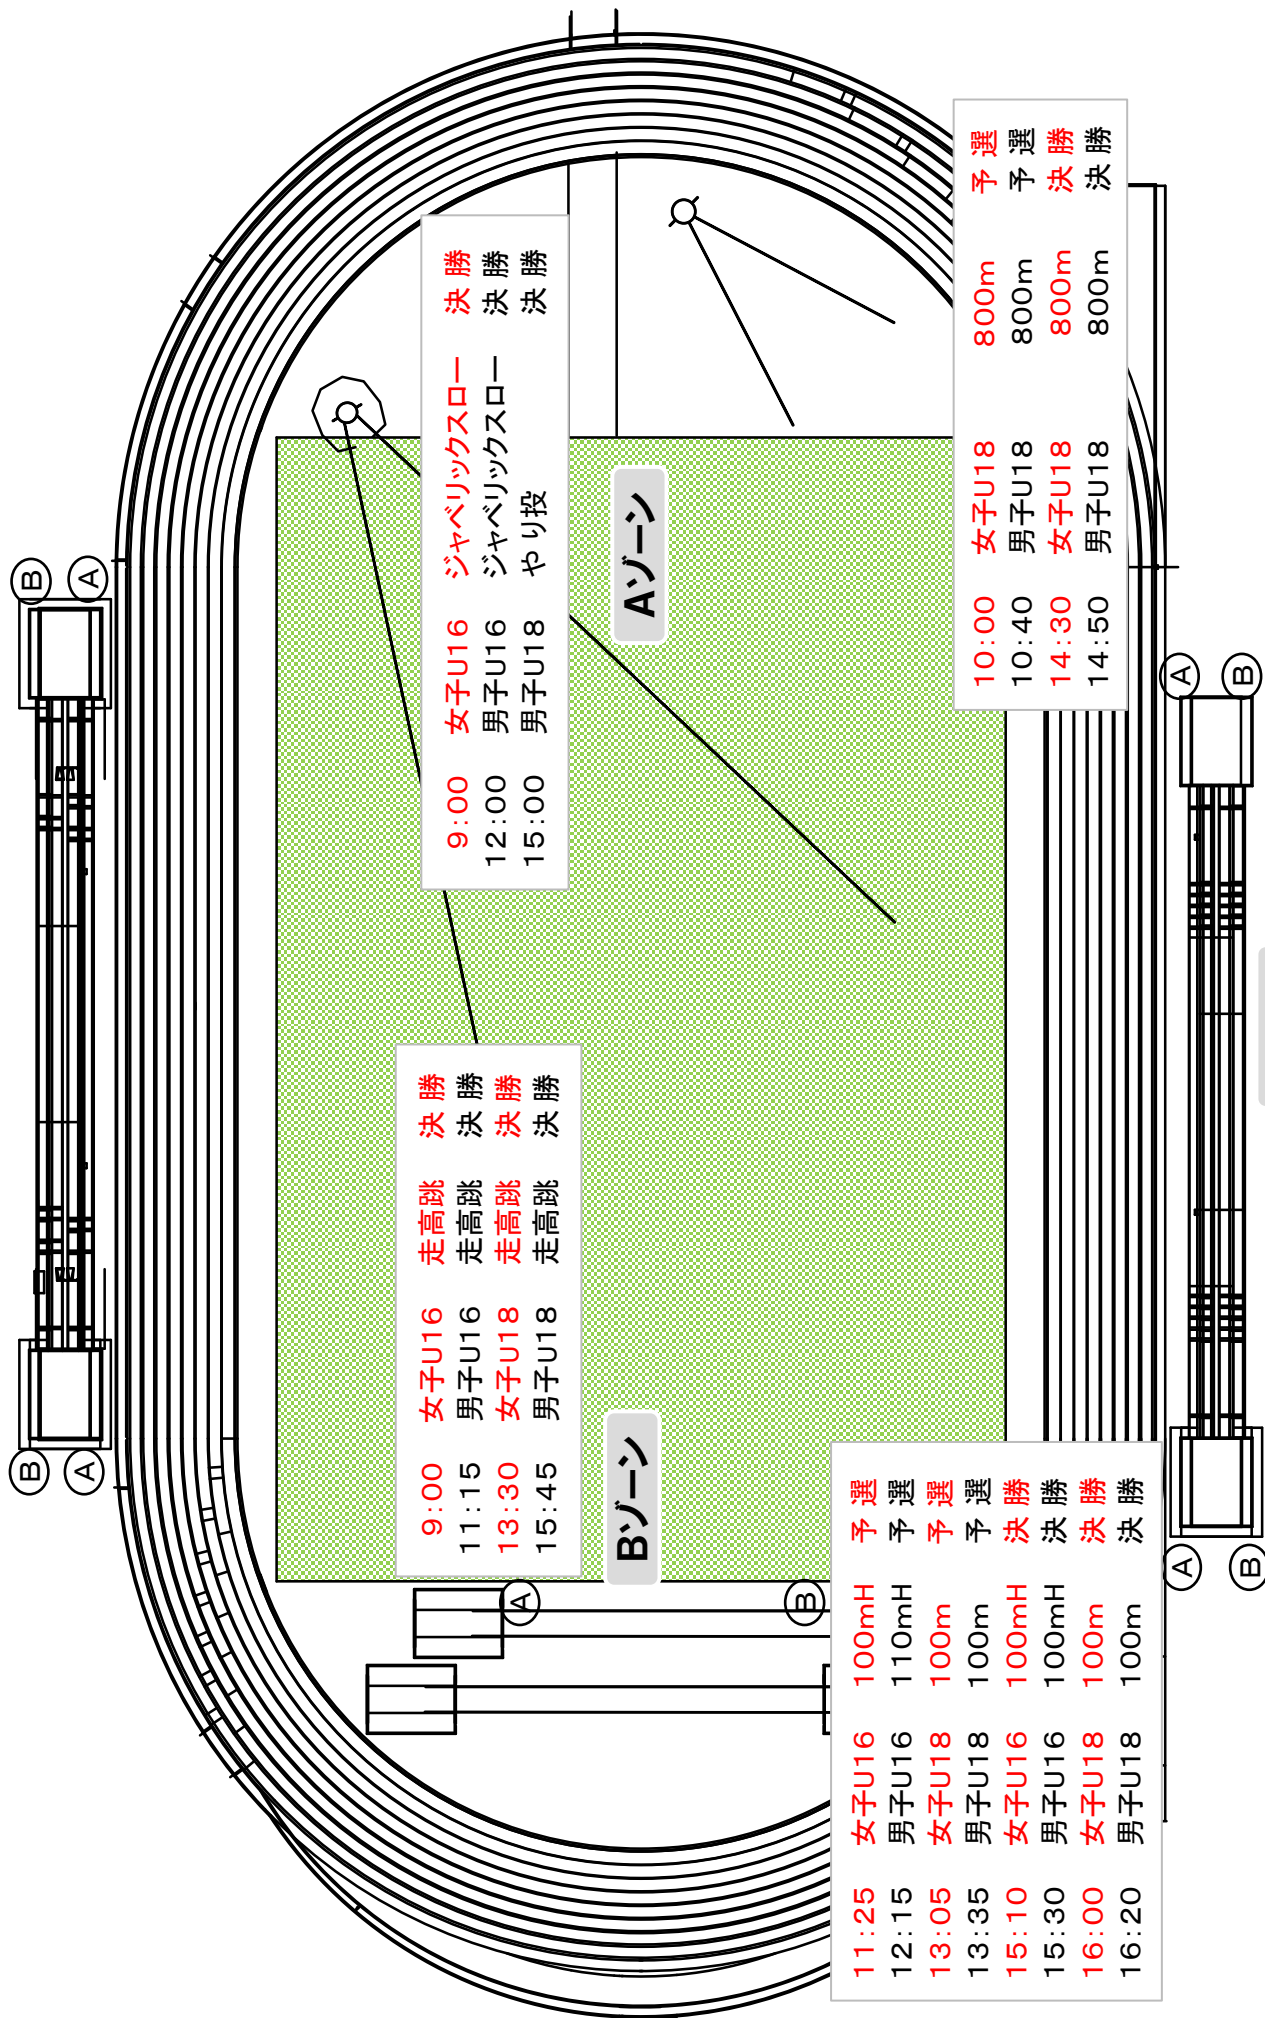 B
A
B
A
9:00 女子U16 ジャベリックスロー 決 勝
12:00 男子U16 ジャベリックスロー 決 勝
15:00 男子U18 やり投 決 勝
Aゾーン
10:00 女子U18 800m 予 選
10:40 男子U18 800m 予 選
14:30 女子U18 800m 決 勝
14:50 男子U18 800m 決 勝
9:00 女子U16 走高跳 決 勝
11:15 男子U16 走高跳 決 勝
13:30 女子U18 走高跳 決 勝
15:45 男子U18 走高跳 決 勝
Bゾーン
A
B
11:25 女子U16 100mH 予 選
12:15 男子U16 110mH 予 選
13:05 女子U18 100m 予 選
13:35 男子U18 100m 予 選
15:10 女子U16 100mH 決 勝
15:30 男子U16 100mH 決 勝
16:00 女子U18 100m 決 勝
16:20 男子U18 100m 決 勝
A
B
A
B